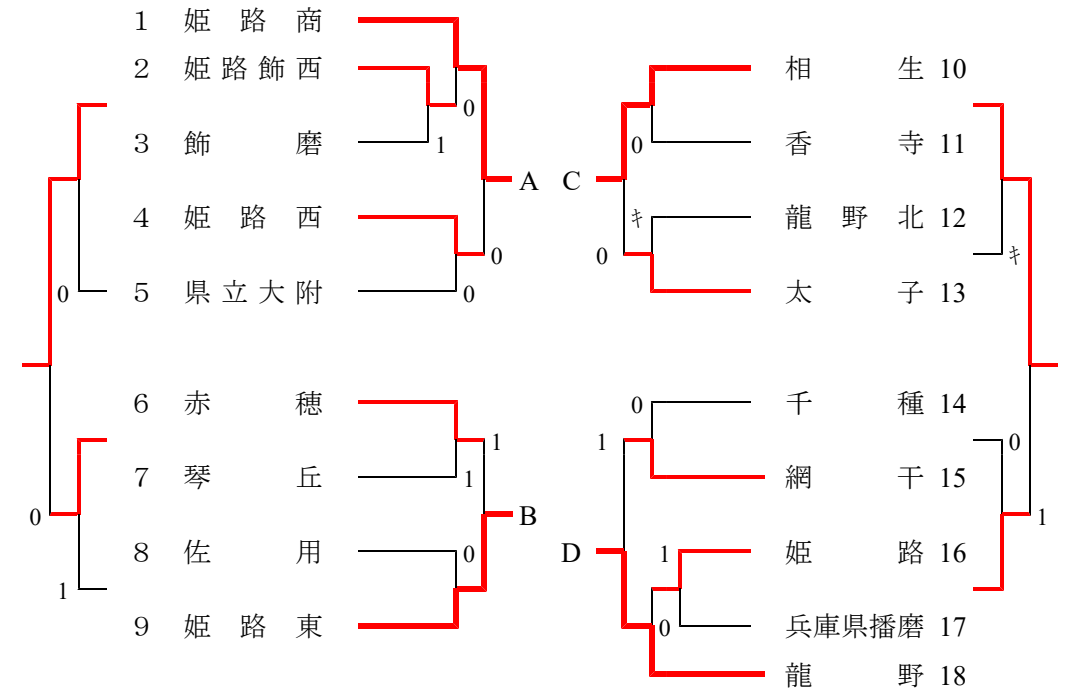 1 姫路商
2 姫路飾西
0
3 飾磨
1
A
4 姫路西
0
5 県立大附
0
0
6 赤穂
1
7 琴丘
1
0
B
8 佐用
0
1
9 姫路東
C
相生 10
0
香寺 11
ｷ
龍野北 12
0
ｷ
太子 13
0
千種 14
1
0
網干 15
1
D
1
姫路 16
0
兵庫県播磨 17
龍野 18